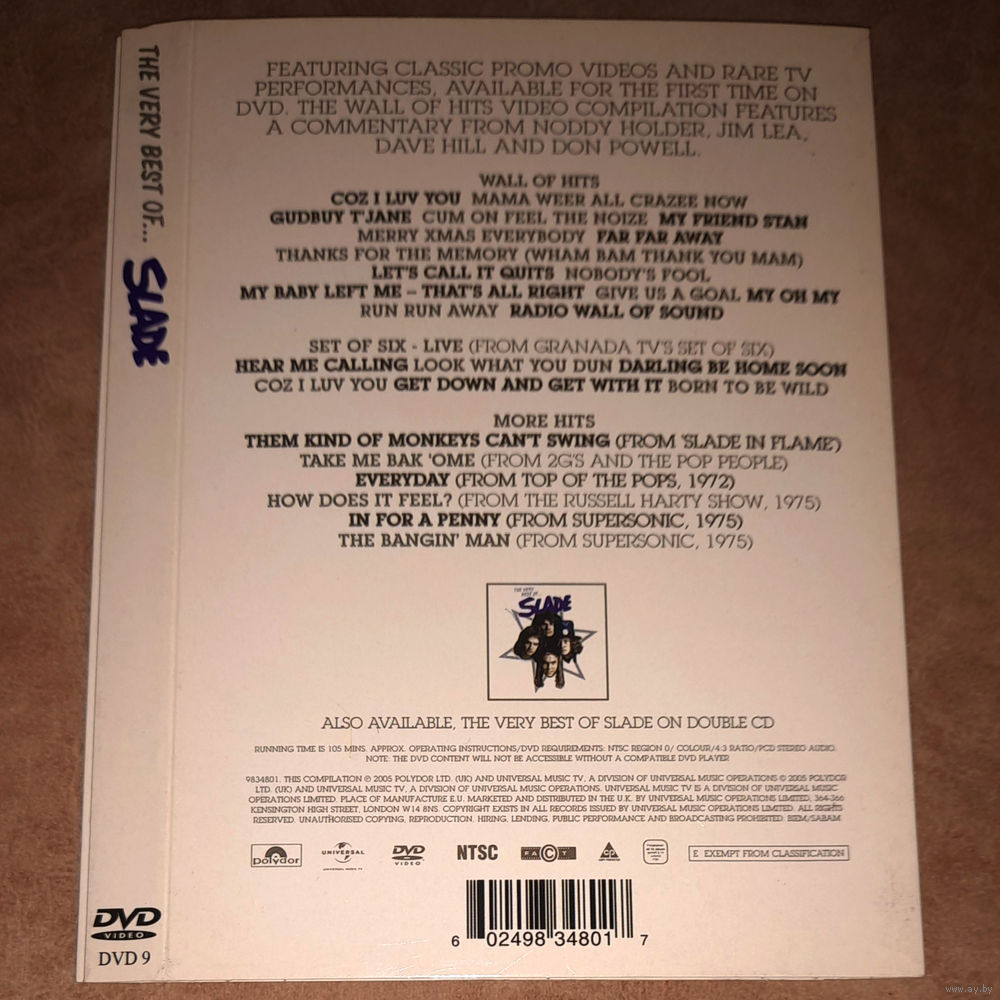 THE VERY BEST OF... SLADE
FEATURING CLASSIC PROMO VIDEOS AND RARE TV
PERFORMANCES, AVAILABLE FOR THE FIRST TIME ON
DVD. THE WALL OF HITS VIDEO COMPILATION FEATURES
A COMMENTARY FROM NODDY HOLDER, JIM LEA,
DAVE HILL AND DON POWELL.
WALL OF HITS
COZ I LUV YOU MAMA WEER ALL CRAZEE NOW
GUDBUY T'JANE CUM ON FEEL THE NOIZE MY FRIEND STAN
MERRY XMAS EVERYBODY FAR FAR AWAY
THANKS FOR THE MEMORY (WHAM BAM THANK YOU MAM)
LET'S CALL IT QUITS NOBODY'S FOOL
MY BABY LEFT ME – THAT'S ALL RIGHT GIVE US A GOAL MY OH MY
RUN RUN AWAY RADIO WALL OF SOUND
SET OF SIX - LIVE (FROM GRANADA TV'S SET OF SIX)
HEAR ME CALLING LOOK WHAT YOU DUN DARLING BE HOME SOON
COZ I LUV YOU GET DOWN AND GET WITH IT BORN TO BE WILD
MORE HITS
THEM KIND OF MONKEYS CAN'T SWING (FROM 'SLADE IN FLAME')
TAKE ME BAK 'OME (FROM 2G'S AND THE POP PEOPLE)
EVERYDAY (FROM TOP OF THE POPS, 1972)
HOW DOES IT FEEL? (FROM THE RUSSELL HARTY SHOW, 1975)
IN FOR A PENNY (FROM SUPERSONIC, 1975)
THE BANGIN' MAN (FROM SUPERSONIC, 1975)
THE VERY
BEST OF...
SLADE
ALSO AVAILABLE, THE VERY BEST OF SLADE ON DOUBLE CD
RUNNING TIME IS 105 MINS. APPROX. OPERATING INSTRUCTIONS/DVD REQUIREMENTS: NTSC REGION 0/ COLOUR/4:3 RATIO/PCD STEREO AUDIO.
NOTE: THE DVD CONTENT WILL NOT BE ACCESSIBLE WITHOUT A COMPATIBLE DVD PLAYER
9834801. THIS COMPILATION ℗ 2005 POLYDOR LTD. (UK) AND UNIVERSAL MUSIC TV. A DIVISION OF UNIVERSAL MUSIC OPERATIONS © 2005 POLYDOR
LTD. (UK) AND UNIVERSAL MUSIC TV. A DIVISION OF UNIVERSAL MUSIC OPERATIONS. UNIVERSAL MUSIC TV IS A DIVISION OF UNIVERSAL MUSIC
OPERATIONS LIMITED. PLACE OF MANUFACTURE E.U. MARKETED AND DISTRIBUTED IN THE U.K. BY UNIVERSAL MUSIC OPERATIONS LIMITED, 364-366
KENSINGTON HIGH STREET, LONDON W14 8NS. COPYRIGHT EXISTS IN ALL RECORDS ISSUED BY UNIVERSAL MUSIC OPERATIONS LIMITED. ALL RIGHTS
RESERVED. UNAUTHORISED COPYING, REPRODUCTION, HIRING, LENDING, PUBLIC PERFORMANCE AND BROADCASTING PROHIBITED. BIEM/SABAM
polydor
UNIVERSAL
UNIVERSAL MUSIC TV
DVD
VIDEO
NTSC
FACT
CP
E EXEMPT FROM CLASSIFICATION
6 02498 34801 7
DVD
VIDEO
DVD 9
www.ay.by